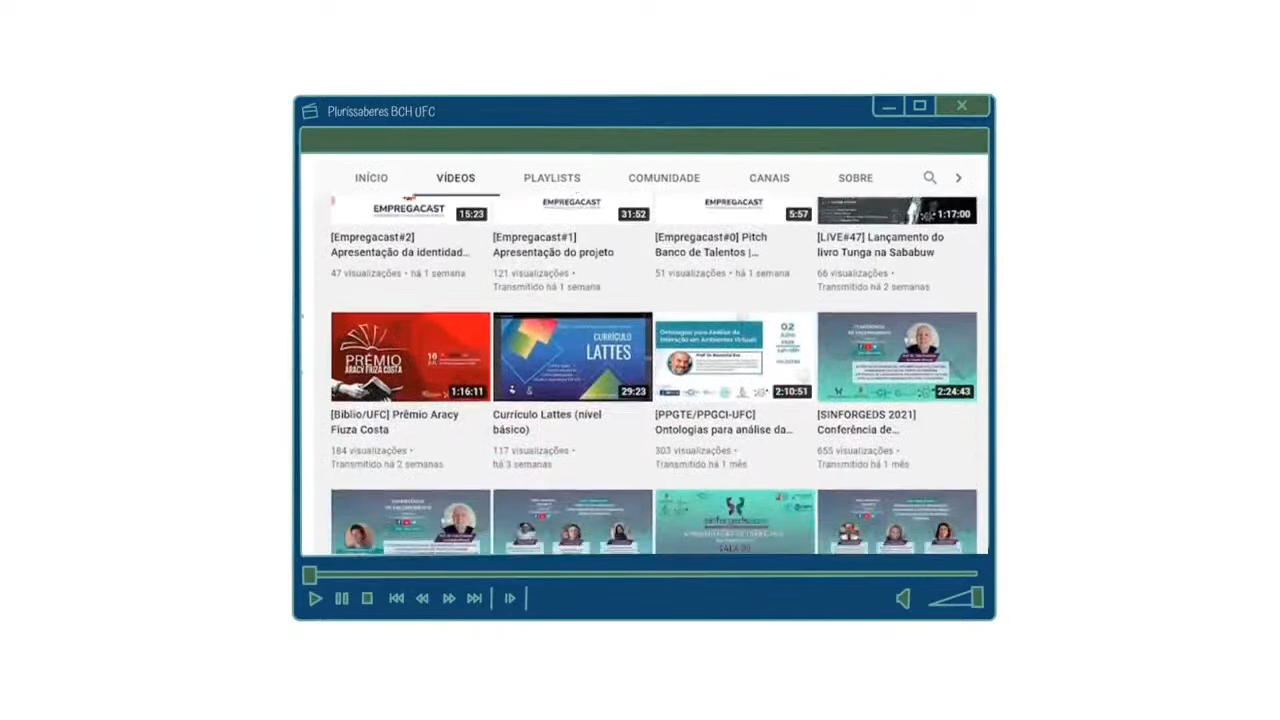 Plurissaberes BCH UFC
INÍCIO
VÍDEOS
PLAYLISTS
COMUNIDADE
CANAIS
SOBRE
EMPREGACAST
15:23
EMPREGACAST
31:52
EMPREGACAST
5:57
1:17:00
[Empregacast#2]
Apresentação da identidad...
47 visualizações • há 1 semana
[Empregacast#1]
Apresentação do projeto
121 visualizações •
Transmitido há 1 semana
[Empregacast#0] Pitch
Banco de Talentos |...
51 visualizações • há 1 semana
[LIVE#47] Lançamento do
livro Tunga na Sababuw
66 visualizações •
Transmitido há 2 semanas
PRÊMIO
ARACY FIUZA COSTA
16
1:16:11
CURRÍCULO
LATTES
29:23
Ontologias para Análise da
Interação em Ambientes Virtuais
02
2:10:51
2:24:43
[Biblio/UFC] Prêmio Aracy
Fiuza Costa
184 visualizações •
Transmitido há 2 semanas
Currículo Lattes (nível
básico)
117 visualizações •
há 3 semanas
[PPGTE/PPGCI-UFC]
Ontologias para análise da...
303 visualizações •
Transmitido há 1 mês
[SINFORGEDS 2021]
Conferência de...
655 visualizações •
Transmitido há 1 mês